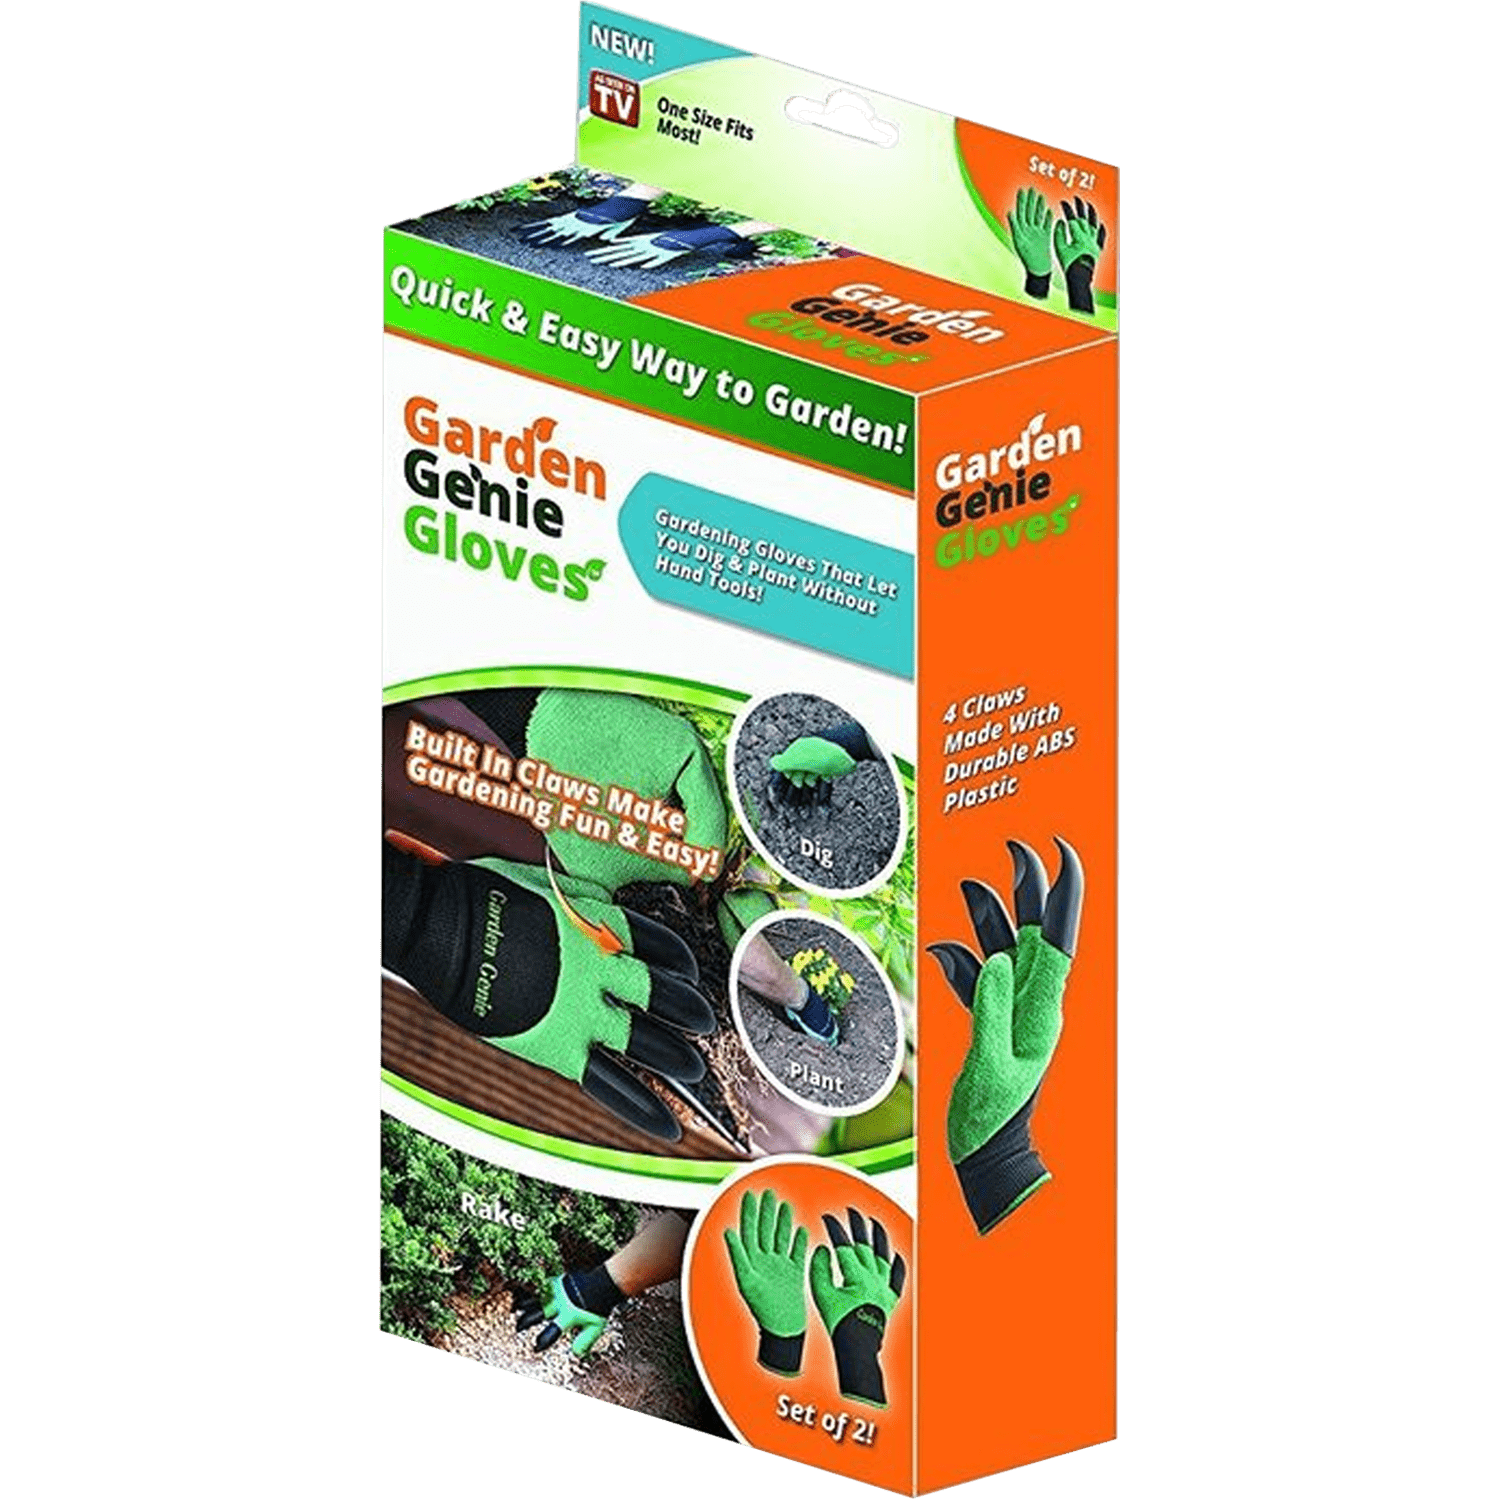 NEW!
AS SEEN ON
TV
One Size Fits
Most!
Set of 2!
Garden
Genie
Gloves
Quick & Easy Way to Garden!
Garden
Genie
Gloves
Gardening Gloves That Let
You Dig & Plant Without
Hand Tools!
Built In Claws Make
Gardening Fun & Easy!
Garden Genie
Dig
Plant
Rake
Set of 2!
Garden
Genie
Gloves
4 Claws
Made With
Durable ABS
Plastic